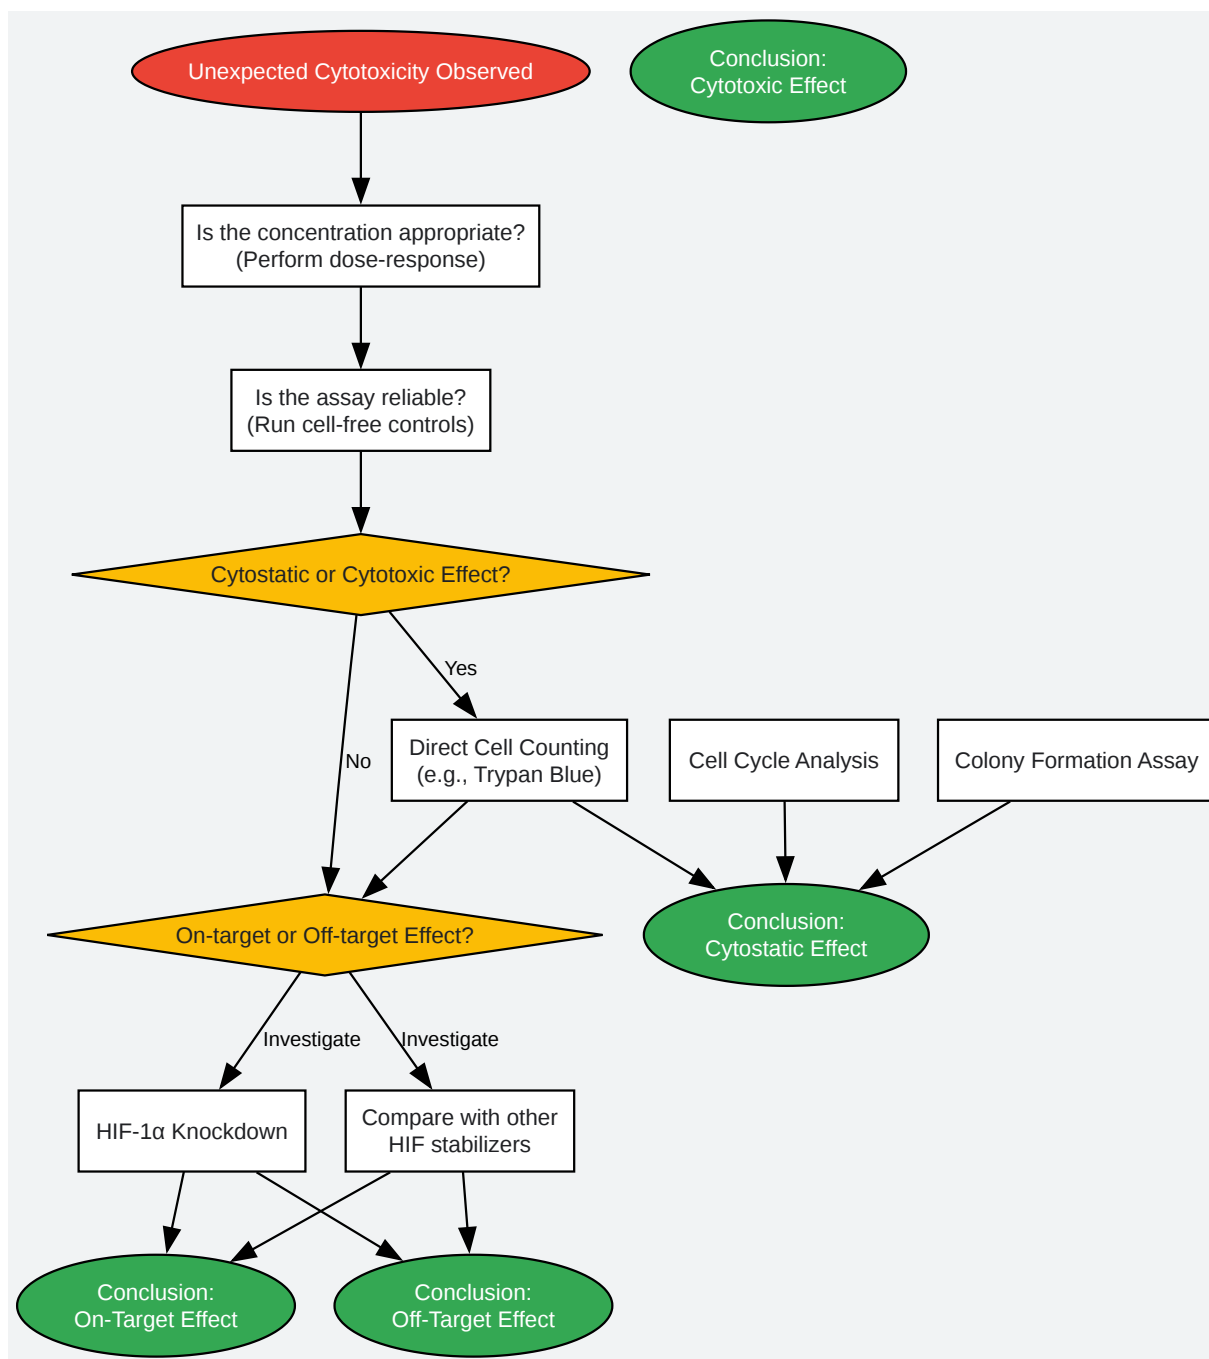 Unexpected Cytotoxicity Observed
Conclusion:
Cytotoxic Effect
Is the concentration appropriate?
(Perform dose-response)
Is the assay reliable?
(Run cell-free controls)
Cytostatic or Cytotoxic Effect?
Yes
No
Direct Cell Counting
(e.g., Trypan Blue)
Cell Cycle Analysis
Colony Formation Assay
On-target or Off-target Effect?
Conclusion:
Cytostatic Effect
Investigate
Investigate
HIF-1α Knockdown
Compare with other
HIF stabilizers
Conclusion:
On-Target Effect
Conclusion:
Off-Target Effect